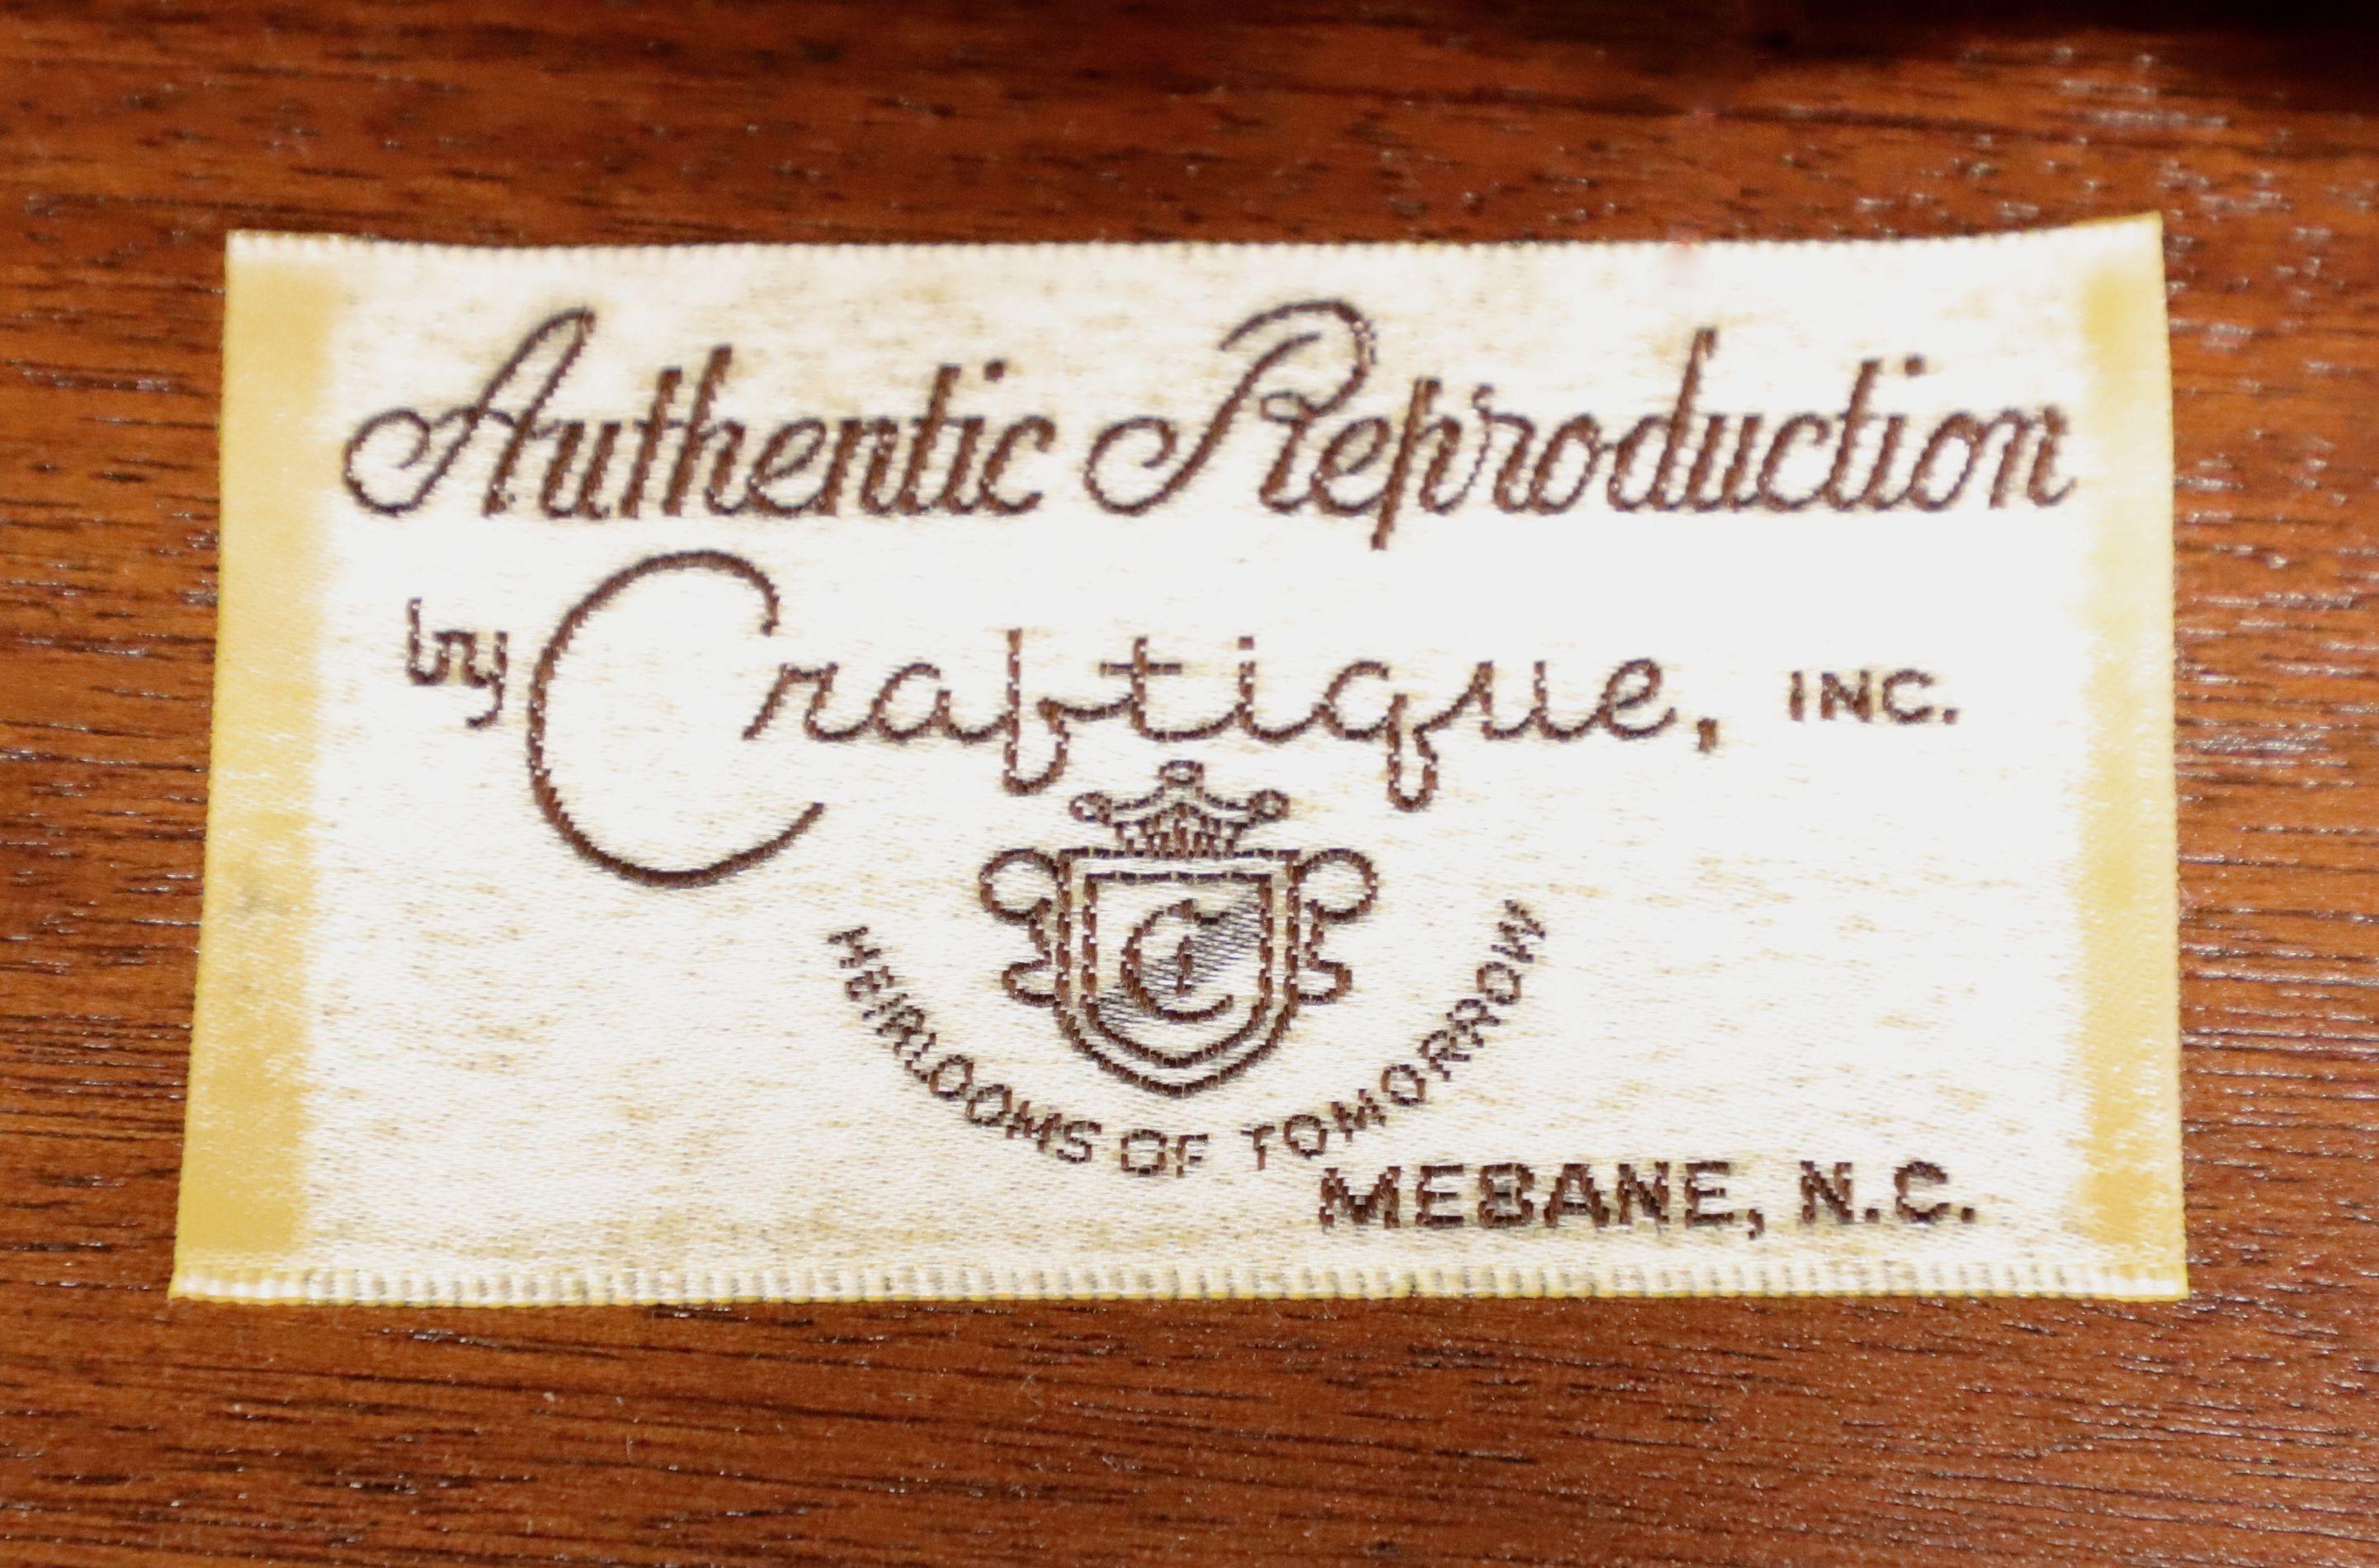 Authentic Reproduction
by Craftique, INC.
C
HEIRLOOMS OF TOMORROW
MEBANE, N.C.